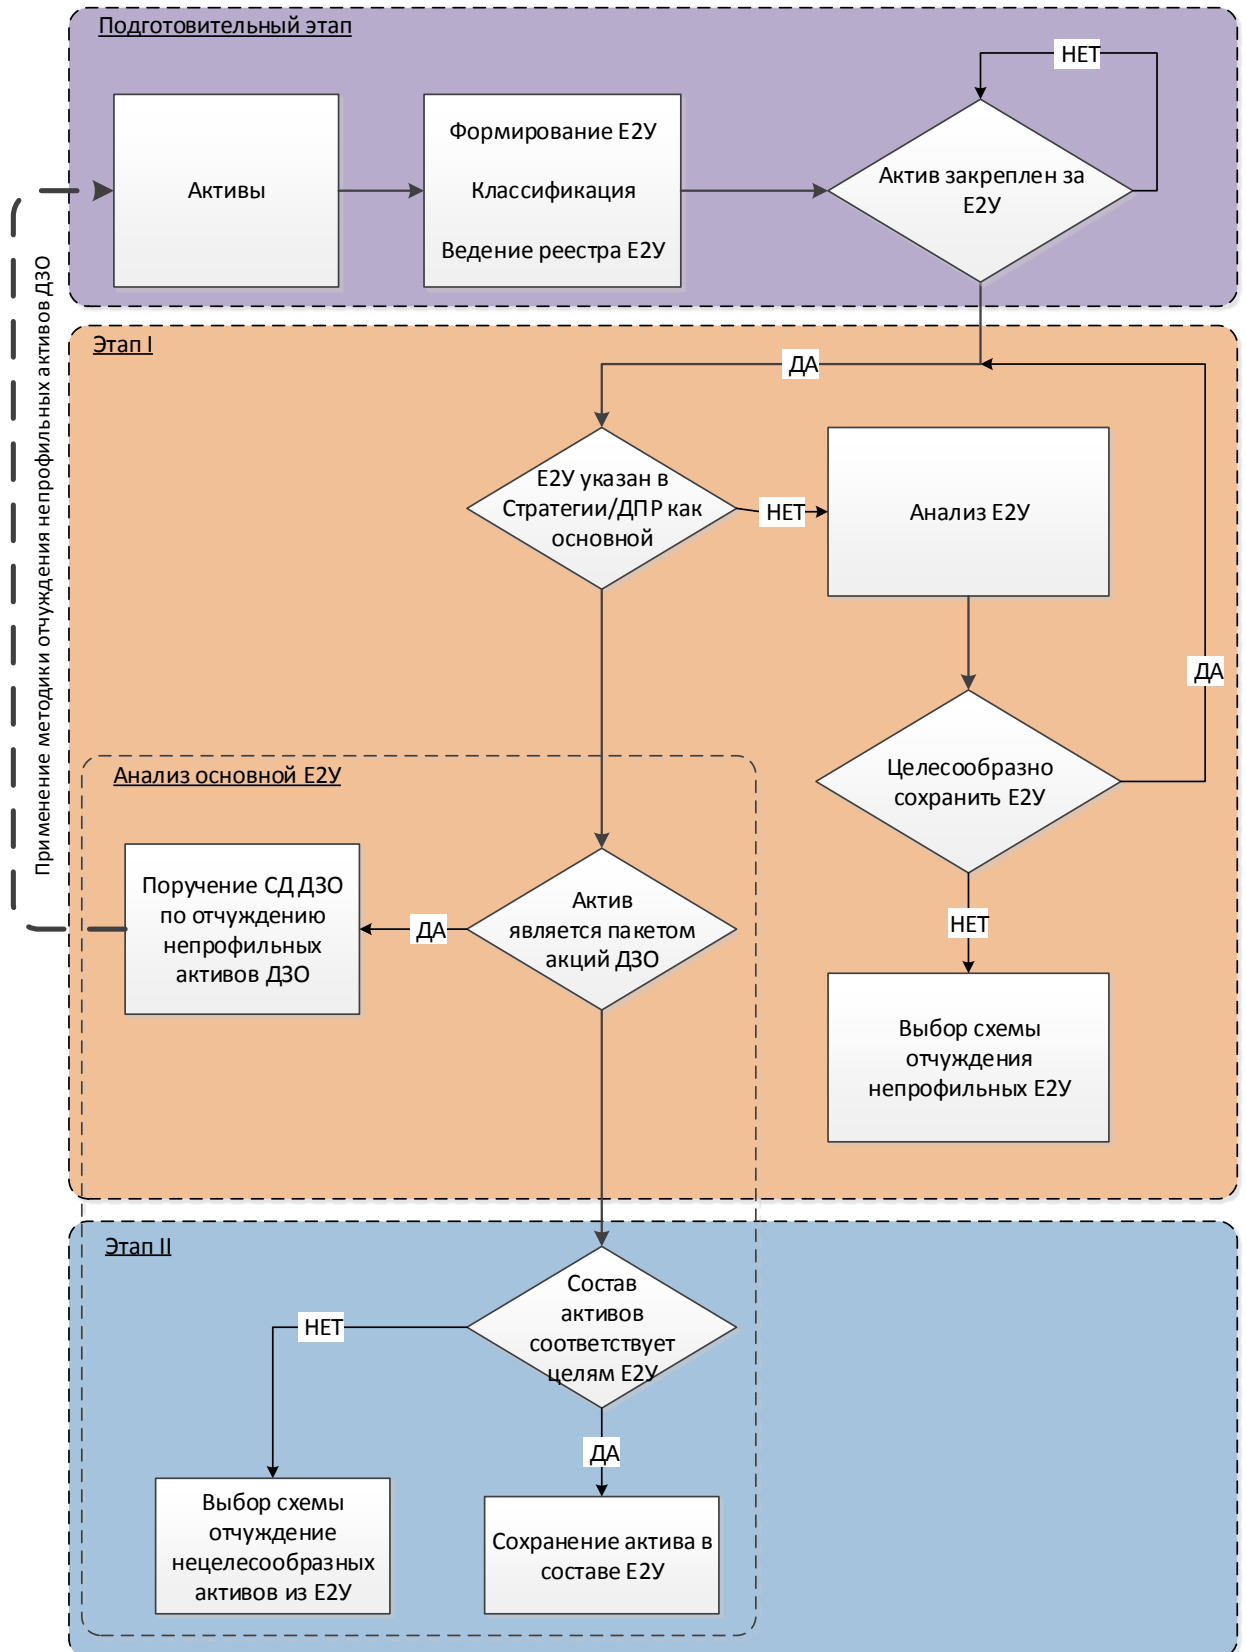 Подготовительный этап
НЕТ
Активы
Формирование Е2У
Классификация
Ведение реестра Е2У
Актив закреплен за
Е2У
Применение методики отчуждения непрофильных активов ДЗО
Этап I
ДА
Е2У указан в
Стратегии/ДПР как
основной
НЕТ
Анализ Е2У
ДА
Целесообразно
сохранить Е2У
НЕТ
Выбор схемы
отчуждения
непрофильных Е2У
Анализ основной Е2У
Поручение СД ДЗО
по отчуждению
непрофильных
активов ДЗО
ДА
Актив
является пакетом
акций ДЗО
Этап II
Состав
активов
соответствует
целям Е2У
НЕТ
ДА
Выбор схемы
отчуждение
нецелесообразных
активов из Е2У
Сохранение актива в
составе Е2У